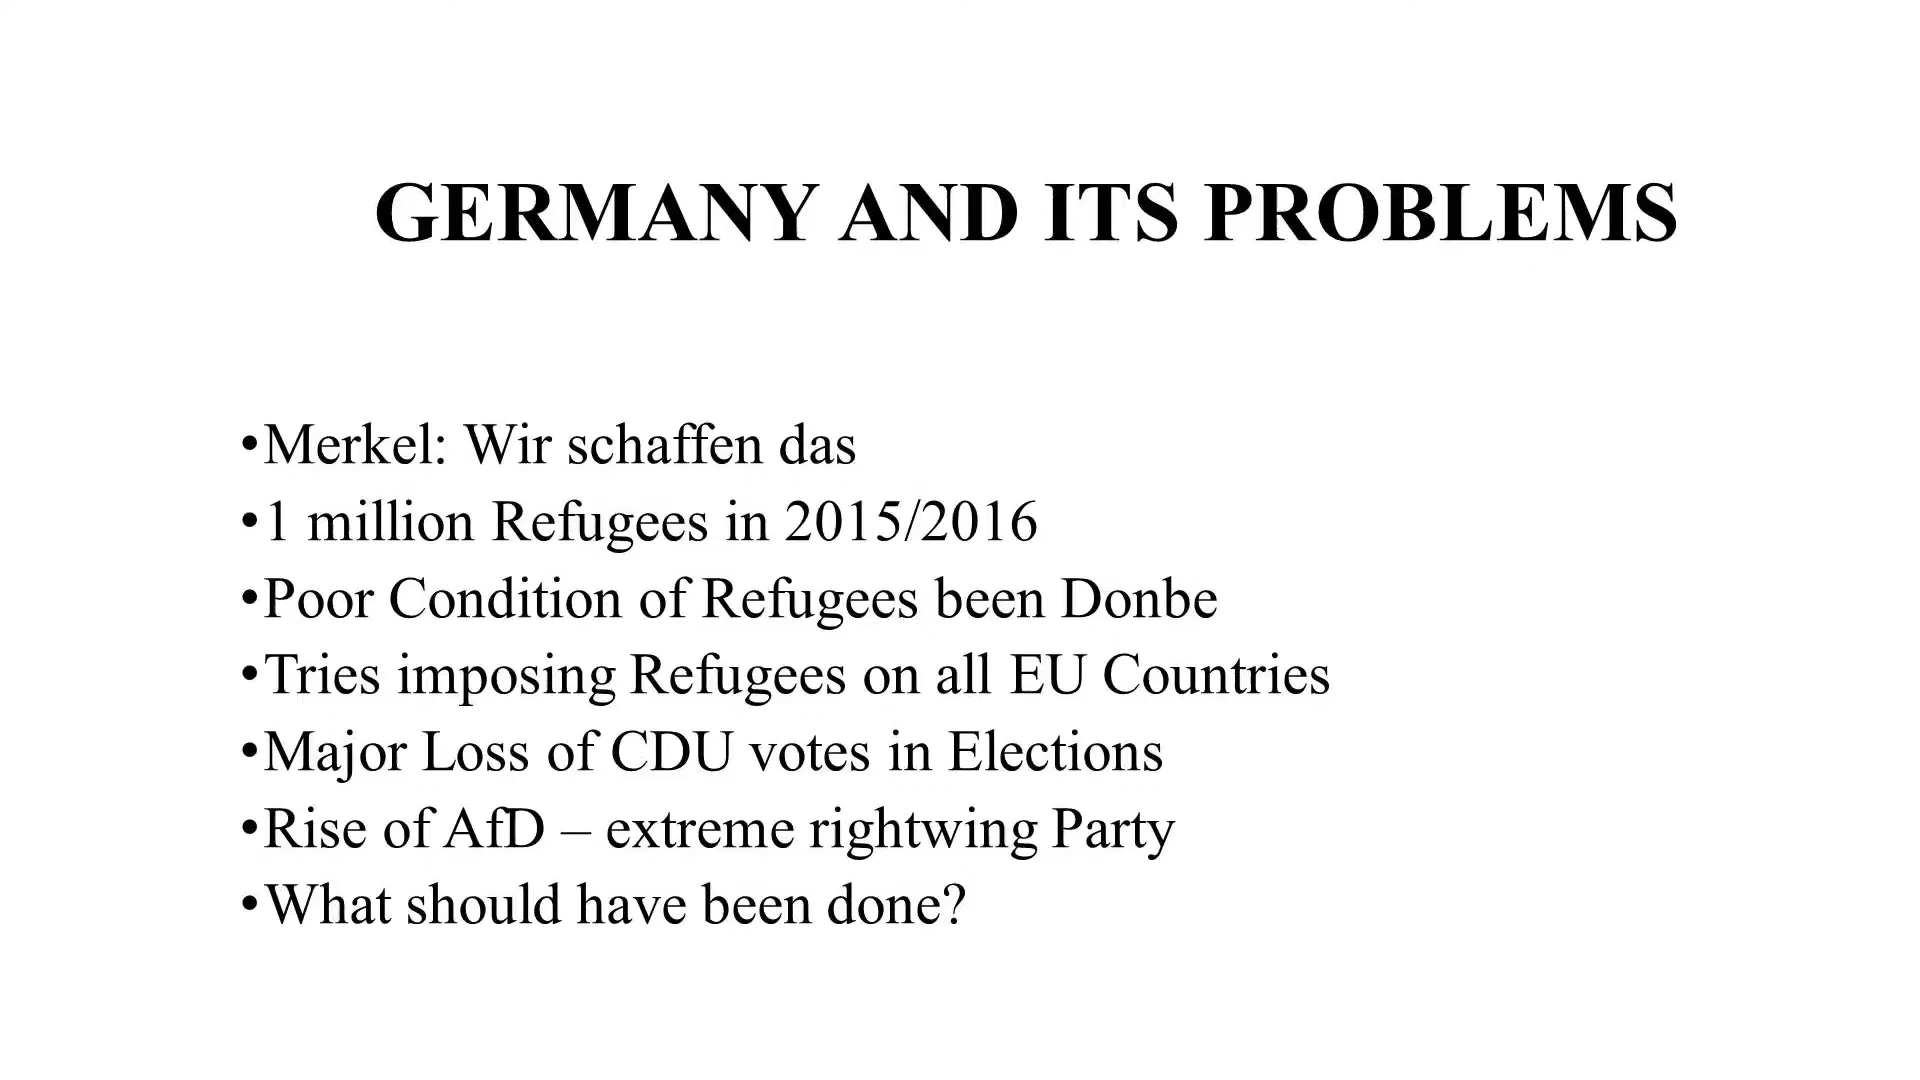 GERMANY AND ITS PROBLEMS
•Merkel: Wir schaffen das
•1 million Refugees in 2015/2016
•Poor Condition of Refugees been Donbe
•Tries imposing Refugees on all EU Countries
•Major Loss of CDU votes in Elections
•Rise of AfD – extreme rightwing Party
•What should have been done?